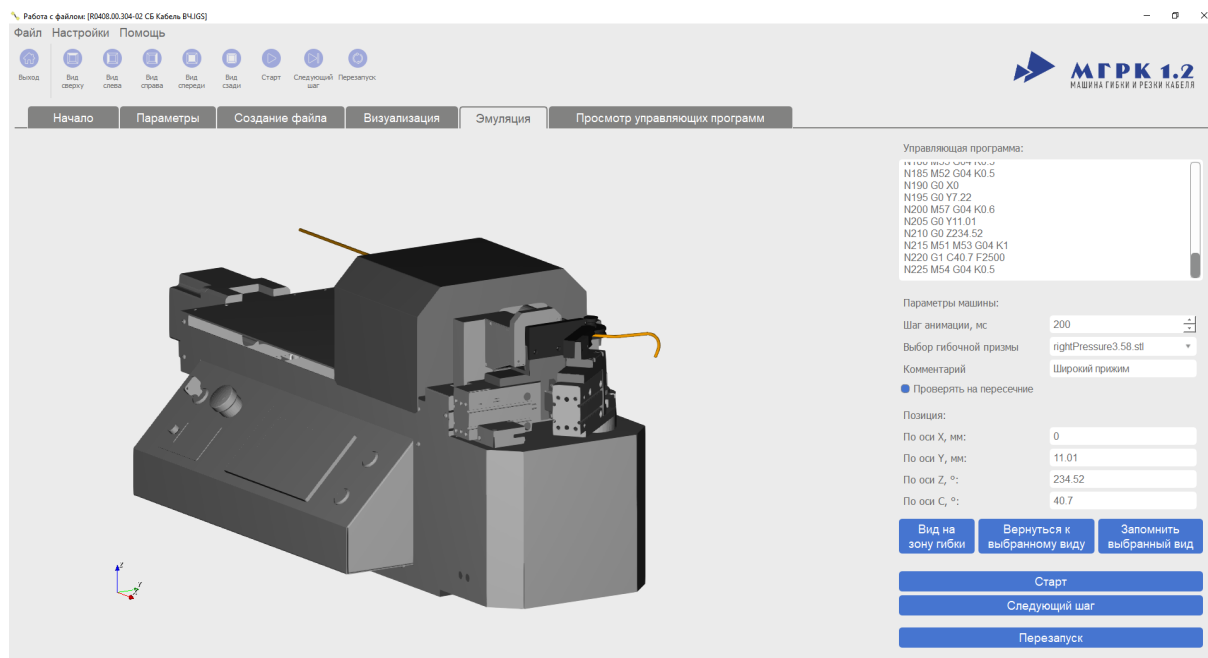 Работа с файлом: [R0408.00.304-02 СБ Кабель ВЧ.IGS]
Файл Настройки Помощь
Выход
Вид сверху
Вид слева
Вид справа
Вид спереди
Вид сзади
Старт
Следующий шаг
Перезапуск
МГРК 1.2
МАШИНА ГИБКИ И РЕЗКИ КАБЕЛЯ
Начало Параметры Создание файла Визуализация Эмуляция Просмотр управляющих программ
Управляющая программа:
N180 M55 G04 K0.5
N185 M52 G04 K0.5
N190 G0 X0
N195 G0 Y7.22
N200 M57 G04 K0.6
N205 G0 Y11.01
N210 G0 Z234.52
N215 M51 M53 G04 K1
N220 G1 C40.7 F2500
N225 M54 G04 K0.5
Параметры машины:
Шаг анимации, мс 200
Выбор гибочной призмы rightPressure3.58.stl
Комментарий Широкий прижим
Проверять на пересечние
Позиция:
По оси X, мм: 0
По оси Y, мм: 11.01
По оси Z, °: 234.52
По оси C, °: 40.7
Вид на зону гибки
Вернуться к выбранному виду
Запомнить выбранный вид
Старт
Следующий шаг
Перезапуск
Z
Y
X